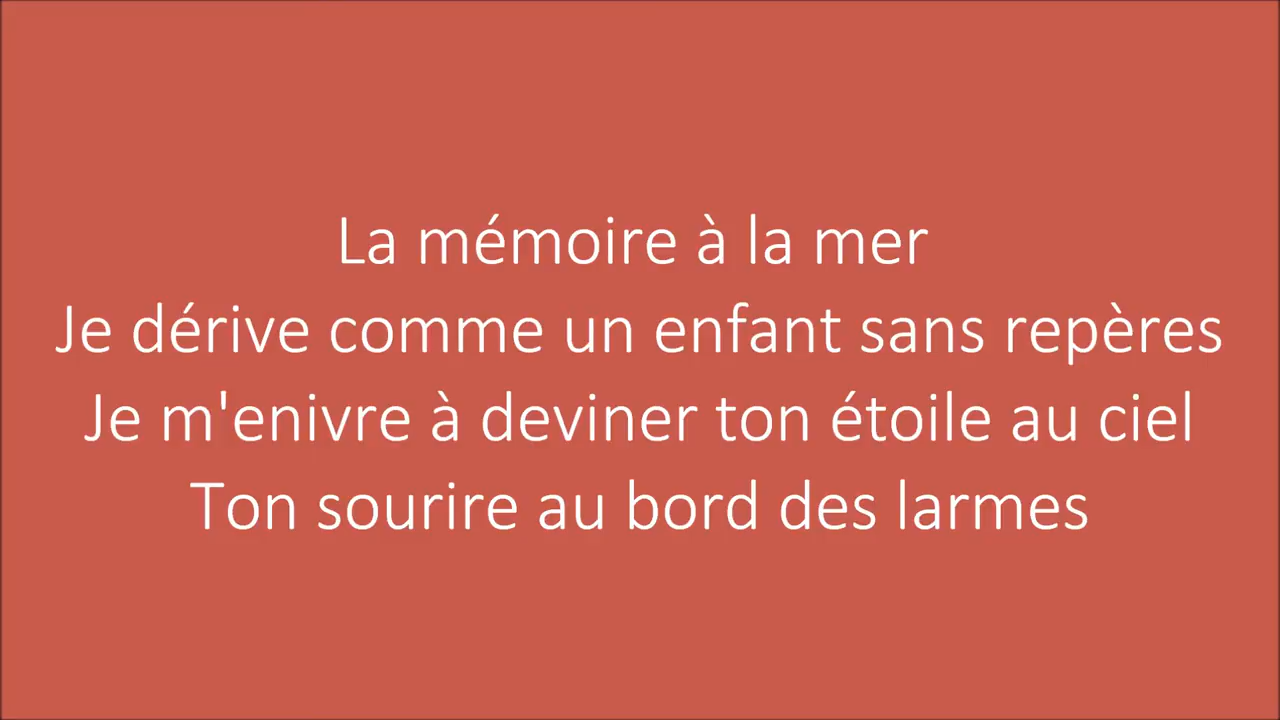 La mémoire à la mer
Je dérive comme un enfant sans repères
Je m'enivre à deviner ton étoile au ciel
Ton sourire au bord des larmes